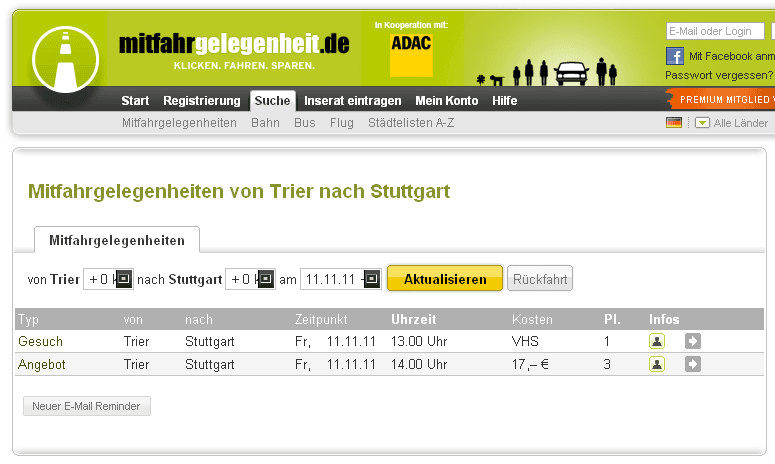 mitfahrgelegenheit.de
KLICKEN. FAHREN. SPAREN.
In Kooperation mit:
ADAC
E-Mail oder Login
Mit Facebook anm
Passwort vergessen?
Start Registrierung Suche Inserat eintragen Mein Konto Hilfe
PREMIUM MITGLIED
Mitfahrgelegenheiten Bahn Bus Flug Städtelisten A-Z
Alle Länder
Mitfahrgelegenheiten von Trier nach Stuttgart
Mitfahrgelegenheiten
von Trier +0 k nach Stuttgart +0 k am 11.11.11 - Aktualisieren Rückfahrt
Typ von nach Zeitpunkt Uhrzeit Kosten Pl. Infos
Gesuch Trier Stuttgart Fr, 11.11.11 13.00 Uhr VHS 1
Angebot Trier Stuttgart Fr, 11.11.11 14.00 Uhr 17,– € 3
Neuer E-Mail Reminder